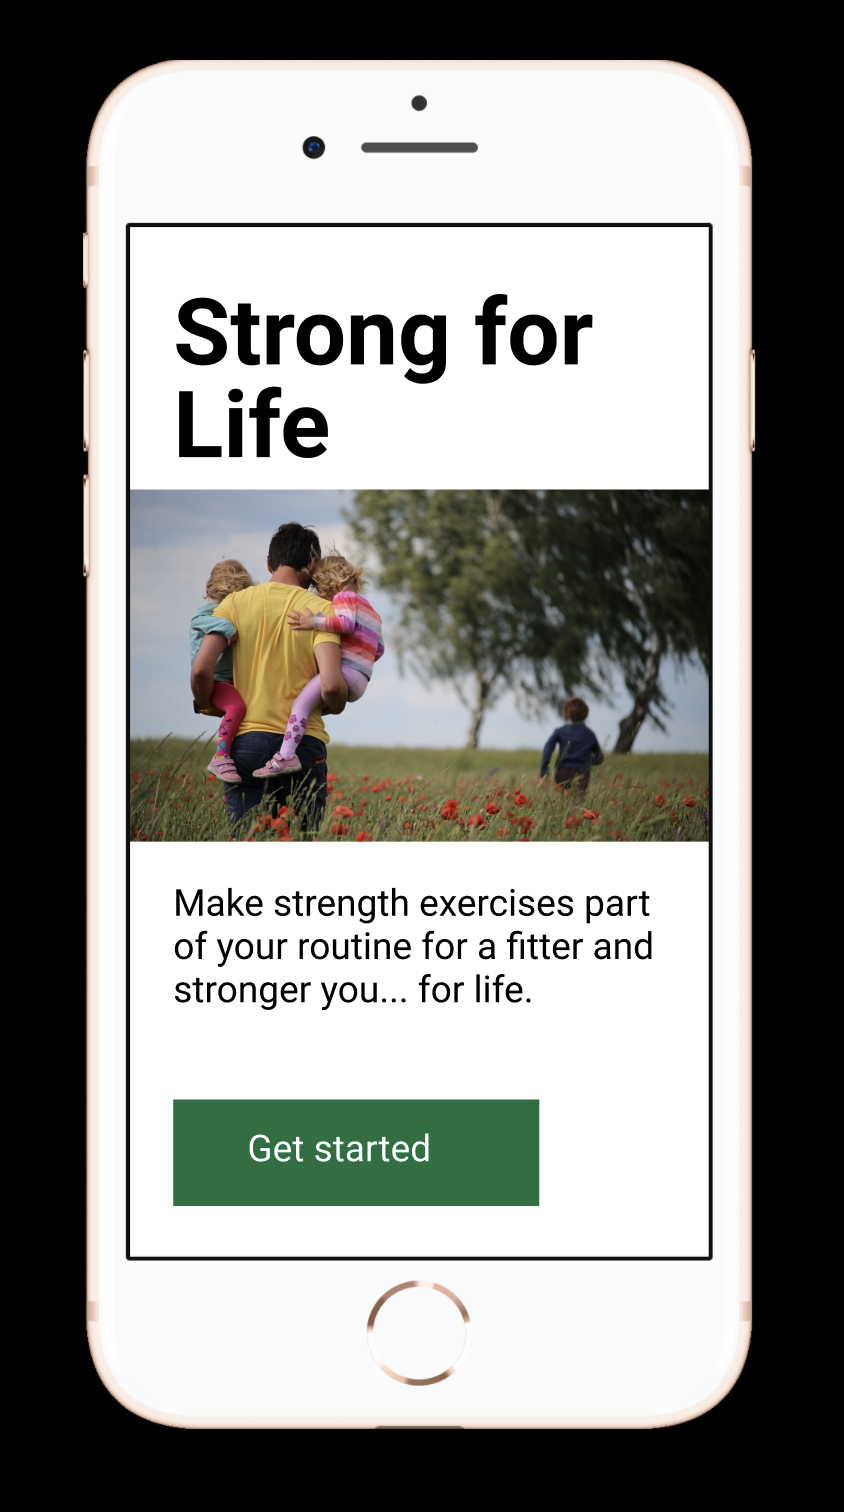 Strong for
Life
Make strength exercises part
of your routine for a fitter and
stronger you... for life.
Get started